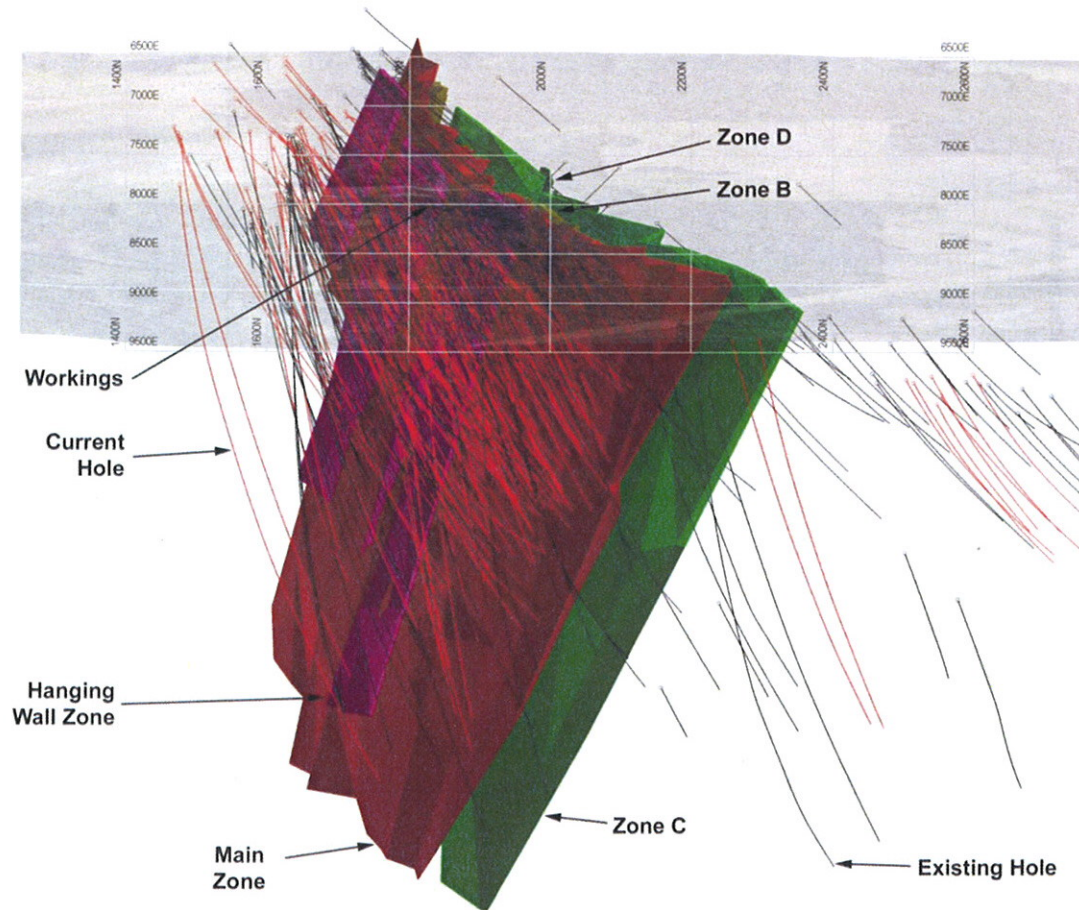 6500E
6500E
1400N
1600N
2000N
2200N
2400N
2600N
7000E
7000E
7500E
7500E
Zone D
8000E
8000E
Zone B
8500E
8500E
9000E
9000E
1400N
1600N
2400N
9500E
Workings
Current
Hole
Hanging
Wall Zone
Zone C
Main
Zone
Existing Hole